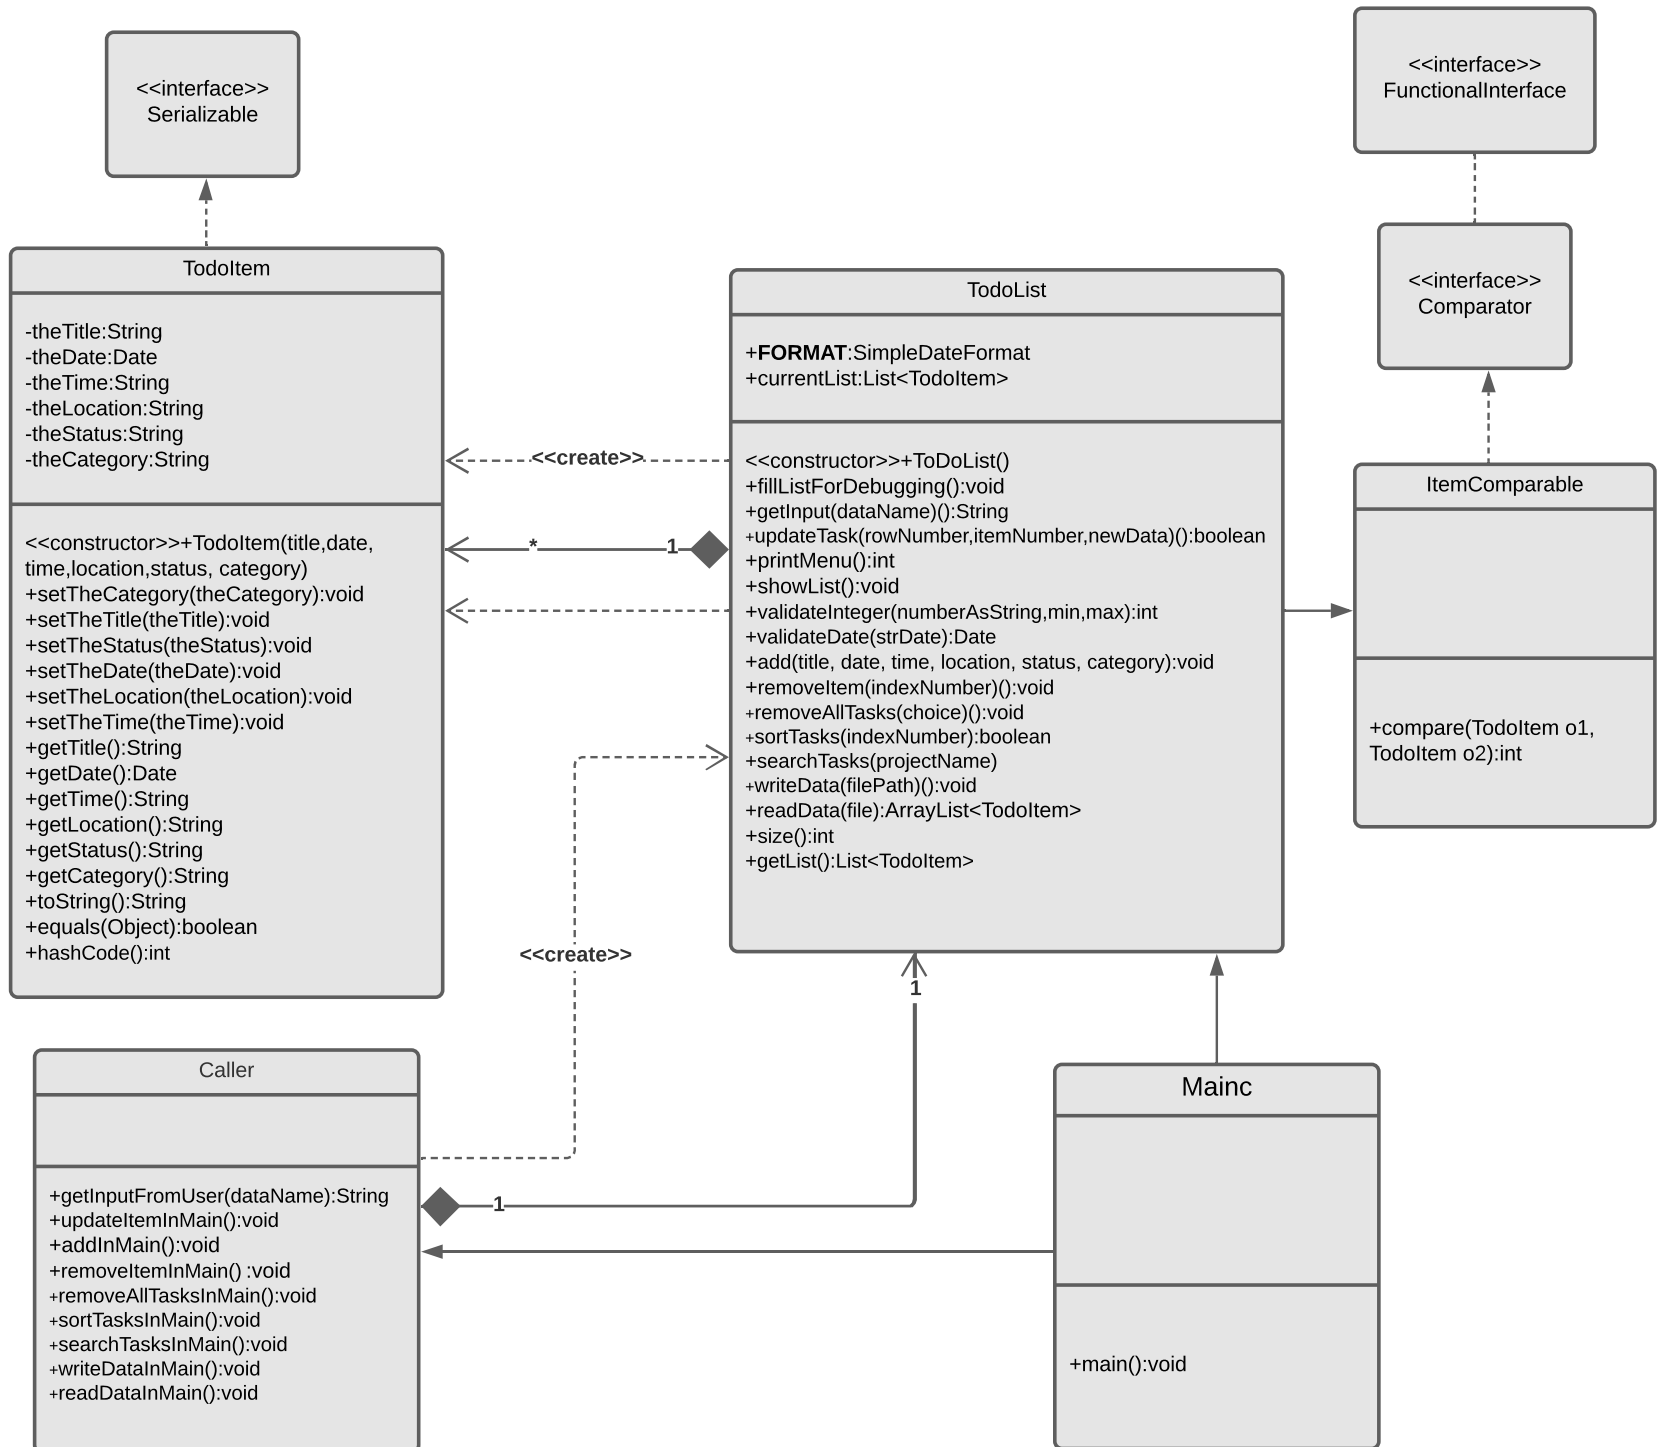 <<interface>>
Serializable
<<interface>>
FunctionalInterface
<<interface>>
Comparator
TodoItem
-theTitle:String
-theDate:Date
-theTime:String
-theLocation:String
-theStatus:String
-theCategory:String
<<constructor>>+TodoItem(title,date,
time,location,status, category)
+setTheCategory(theCategory):void
+setTheTitle(theTitle):void
+setTheStatus(theStatus):void
+setTheDate(theDate):void
+setTheLocation(theLocation):void
+setTheTime(theTime):void
+getTitle():String
+getDate():Date
+getTime():String
+getLocation():String
+getStatus():String
+getCategory():String
+toString():String
+equals(Object):boolean
+hashCode():int
<<create>>
*
1
TodoList
+FORMAT:SimpleDateFormat
+currentList:List<TodoItem>
<<constructor>>+ToDoList()
+fillListForDebugging():void
+getInput(dataName)():String
+updateTask(rowNumber,itemNumber,newData)():boolean
+printMenu():int
+showList():void
+validateInteger(numberAsString,min,max):int
+validateDate(strDate):Date
+add(title, date, time, location, status, category):void
+removeItem(indexNumber)():void
+removeAllTasks(choice)():void
+sortTasks(indexNumber):boolean
+searchTasks(projectName)
+writeData(filePath)():void
+readData(file):ArrayList<TodoItem>
+size():int
+getList():List<TodoItem>
ItemComparable
+compare(TodoItem o1,
TodoItem o2):int
<<create>>
1
1
Caller
+getInputFromUser(dataName):String
+updateItemInMain():void
+addInMain():void
+removeItemInMain() :void
+removeAllTasksInMain():void
+sortTasksInMain():void
+searchTasksInMain():void
+writeDataInMain():void
+readDataInMain():void
Mainc
+main():void